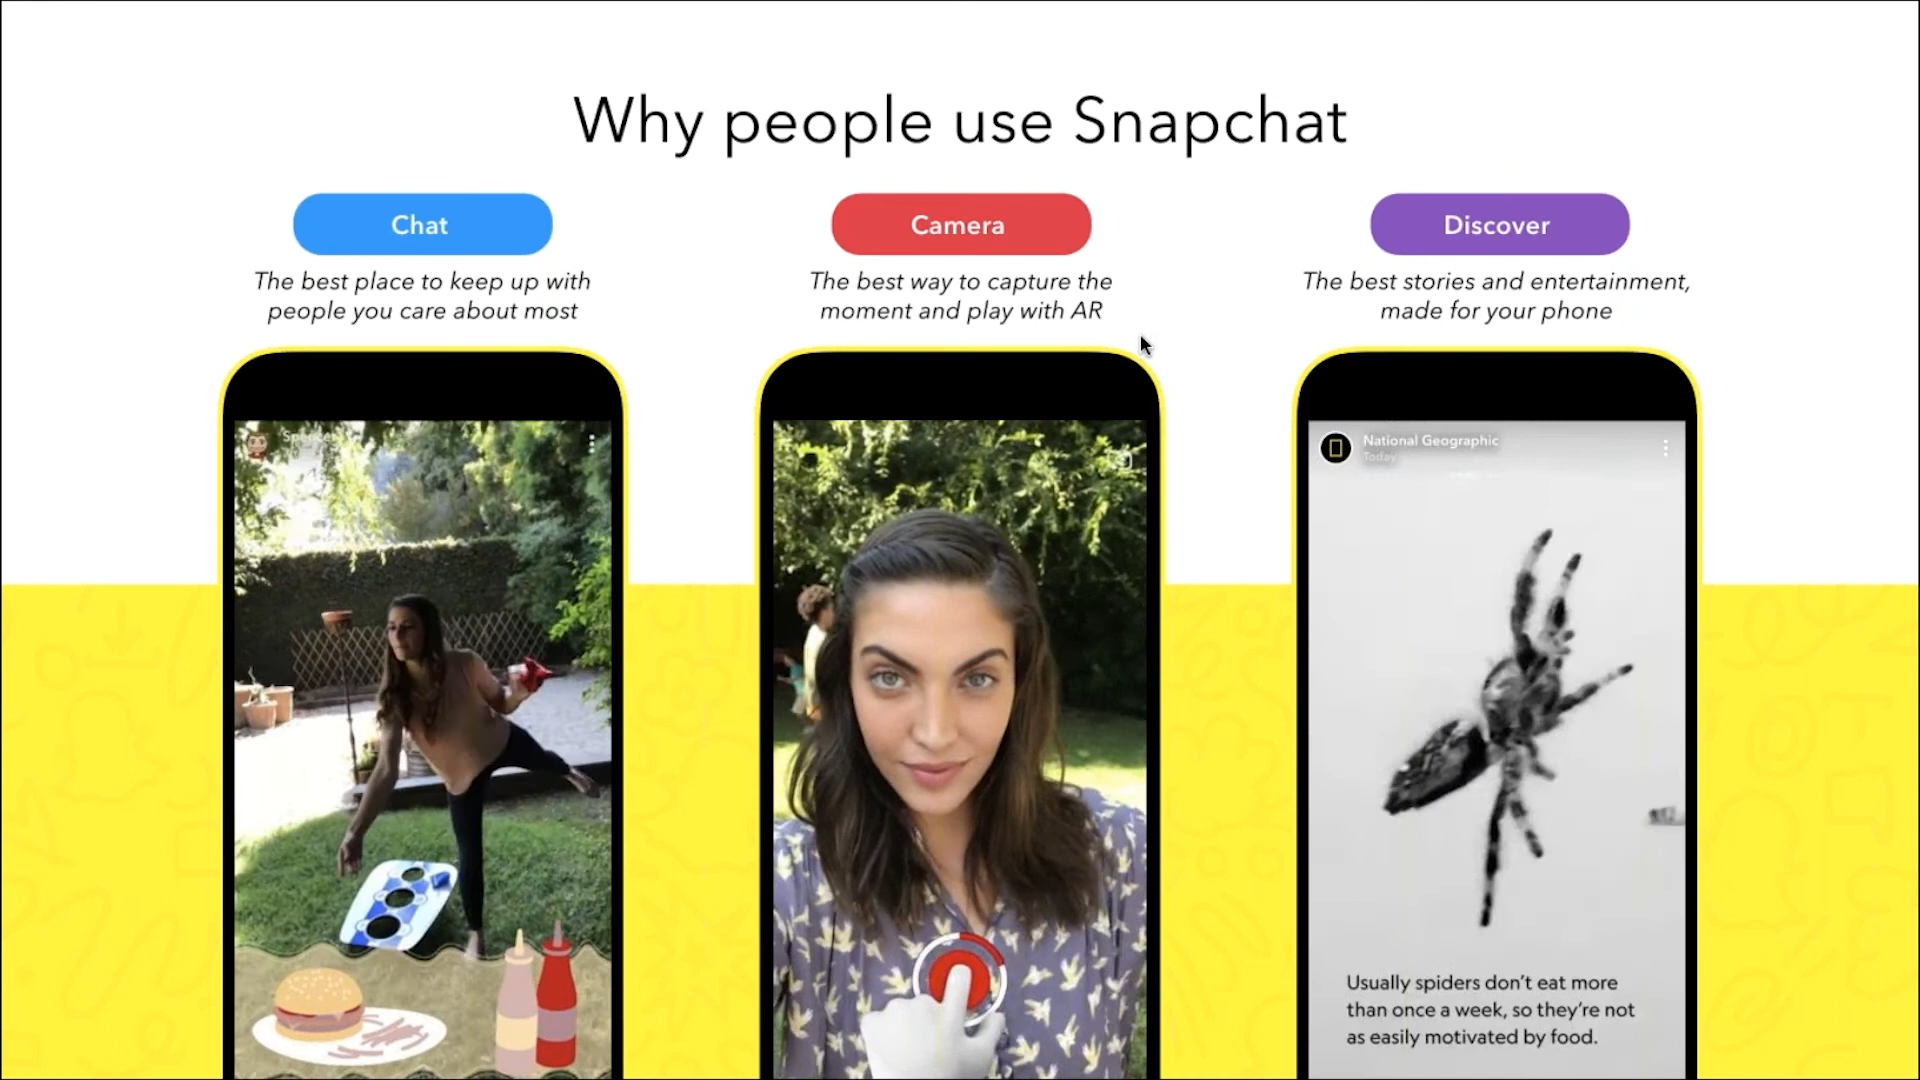 Why people use Snapchat
Chat
The best place to keep up with
people you care about most
Camera
The best way to capture the
moment and play with AR
Discover
The best stories and entertainment,
made for your phone
Spencer
National Geographic
Today
Usually spiders don't eat more
than once a week, so they're not
as easily motivated by food.